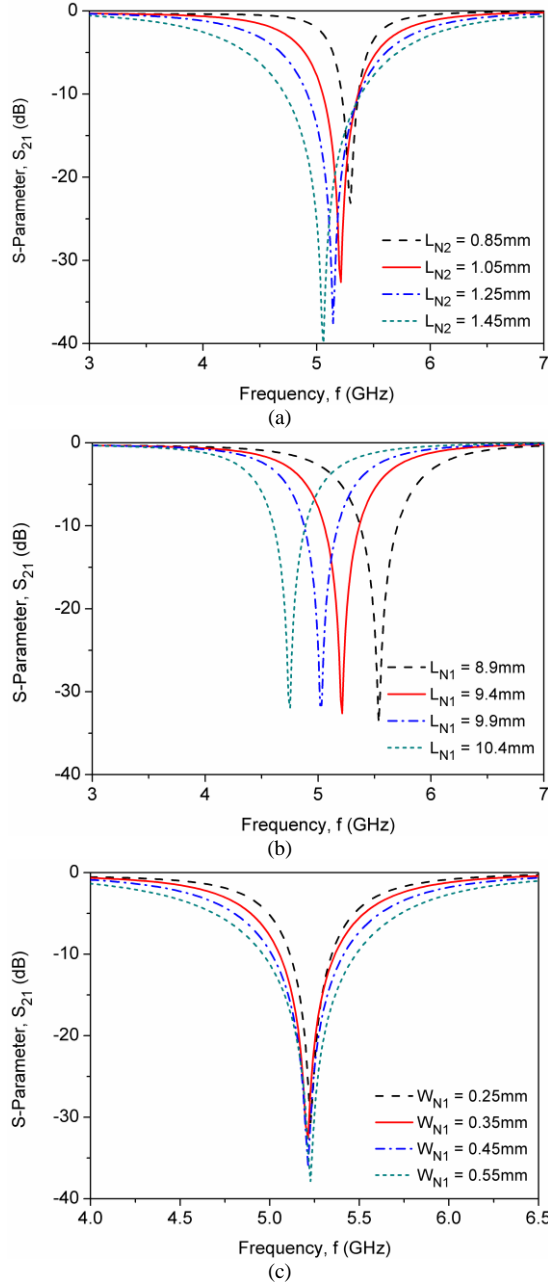 0
-10
-20
-30
-40
S-Parameter, S21 (dB)
LN2 = 0.85mm
LN2 = 1.05mm
LN2 = 1.25mm
LN2 = 1.45mm
3 4 5 6 7
Frequency, f (GHz)
(a)
0
-10
-20
-30
-40
S-Parameter, S21 (dB)
LN1 = 8.9mm
LN1 = 9.4mm
LN1 = 9.9mm
LN1 = 10.4mm
3 4 5 6 7
Frequency, f (GHz)
(b)
0
-10
-20
-30
-40
S-Parameter, S21 (dB)
WN1 = 0.25mm
WN1 = 0.35mm
WN1 = 0.45mm
WN1 = 0.55mm
4.0 4.5 5.0 5.5 6.0 6.5
Frequency, f (GHz)
(c)